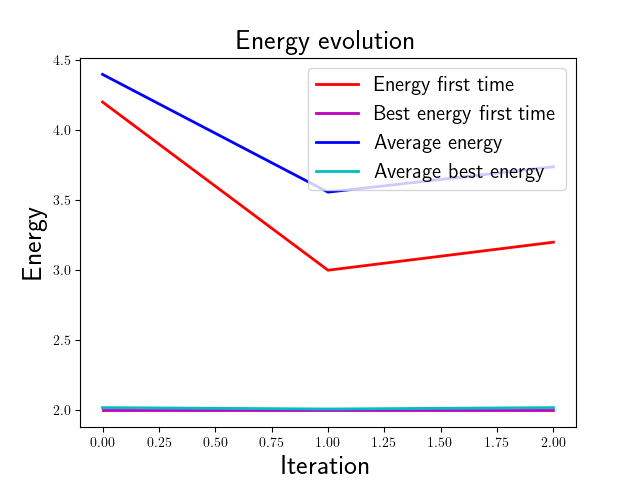 Energy evolution
4.5
4.0
3.5
3.0
2.5
2.0
Energy
Energy first time
Best energy first time
Average energy
Average best energy
0.00 0.25 0.50 0.75 1.00 1.25 1.50 1.75 2.00
Iteration